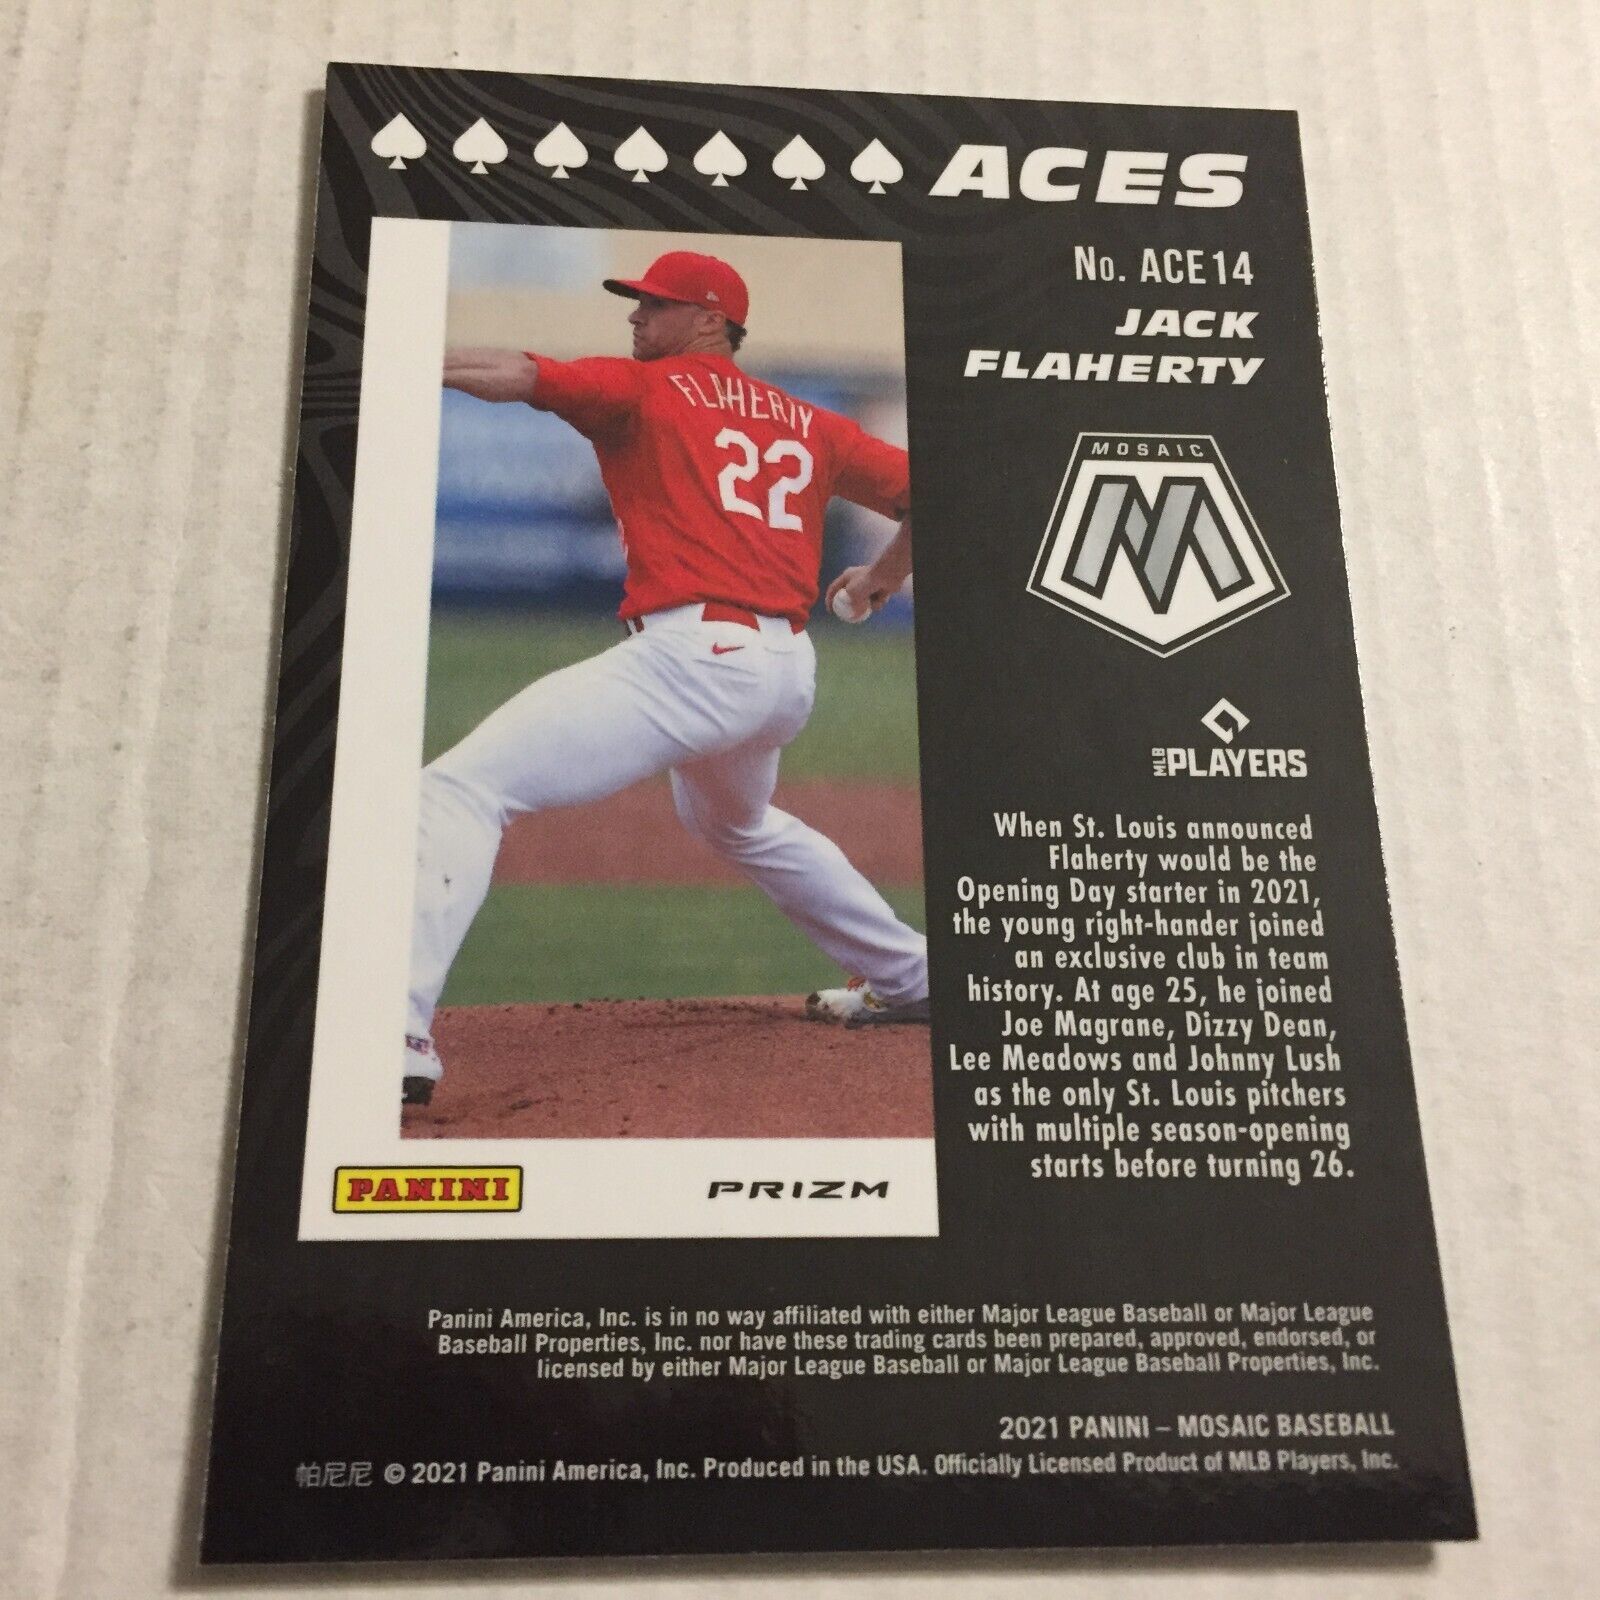 ACES
No. ACE14
JACK
FLAHERTY
FLAHERTY
22
MOSAIC
M
MLB PLAYERS
When St. Louis announced
Flaherty would be the
Opening Day starter in 2021,
the young right-hander joined
an exclusive club in team
history. At age 25, he joined
Joe Magrane, Dizzy Dean,
Lee Meadows and Johnny Lush
as the only St. Louis pitchers
with multiple season-opening
starts before turning 26.
PANINI
PRIZM
Panini America, Inc. is in no way affiliated with either Major League Baseball or Major League
Baseball Properties, Inc. nor have these trading cards been prepared, approved, endorsed, or
licensed by either Major League Baseball or Major League Baseball Properties, Inc.
2021 PANINI – MOSAIC BASEBALL
帕尼尼 © 2021 Panini America, Inc. Produced in the USA. Officially Licensed Product of MLB Players, Inc.